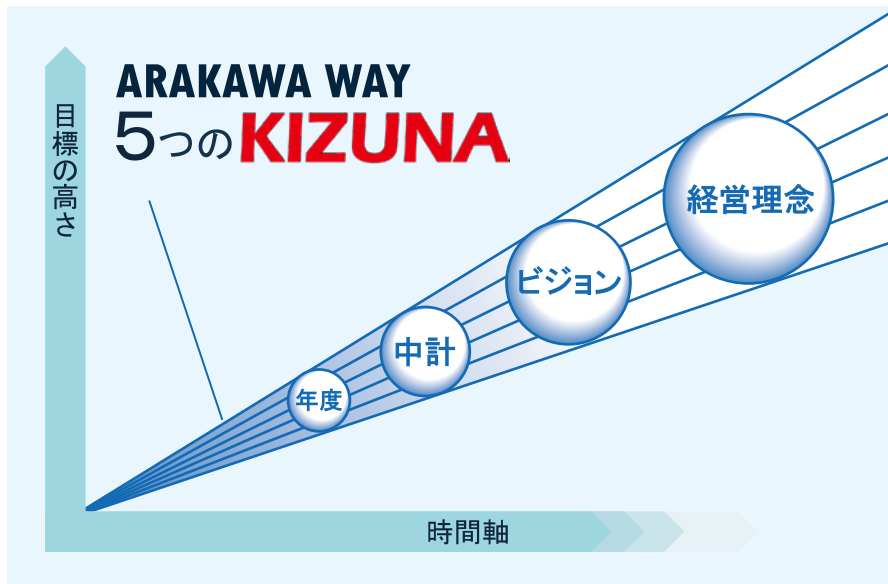 ARAKAWA WAY
5つのKIZUNA
目標の高さ
経営理念
ビジョン
中計
年度
時間軸